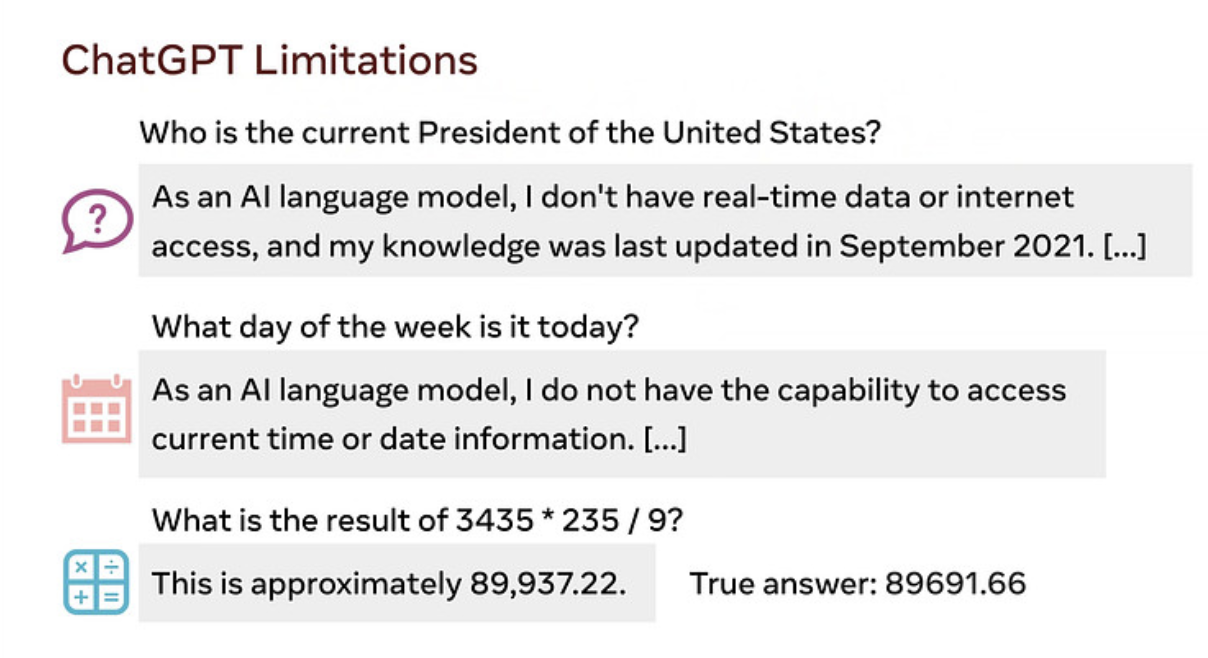 ChatGPT Limitations
Who is the current President of the United States?
As an AI language model, I don't have real-time data or internet
access, and my knowledge was last updated in September 2021. [...]
What day of the week is it today?
As an AI language model, I do not have the capability to access
current time or date information. [...]
What is the result of 3435 * 235 / 9?
This is approximately 89,937.22. True answer: 89691.66